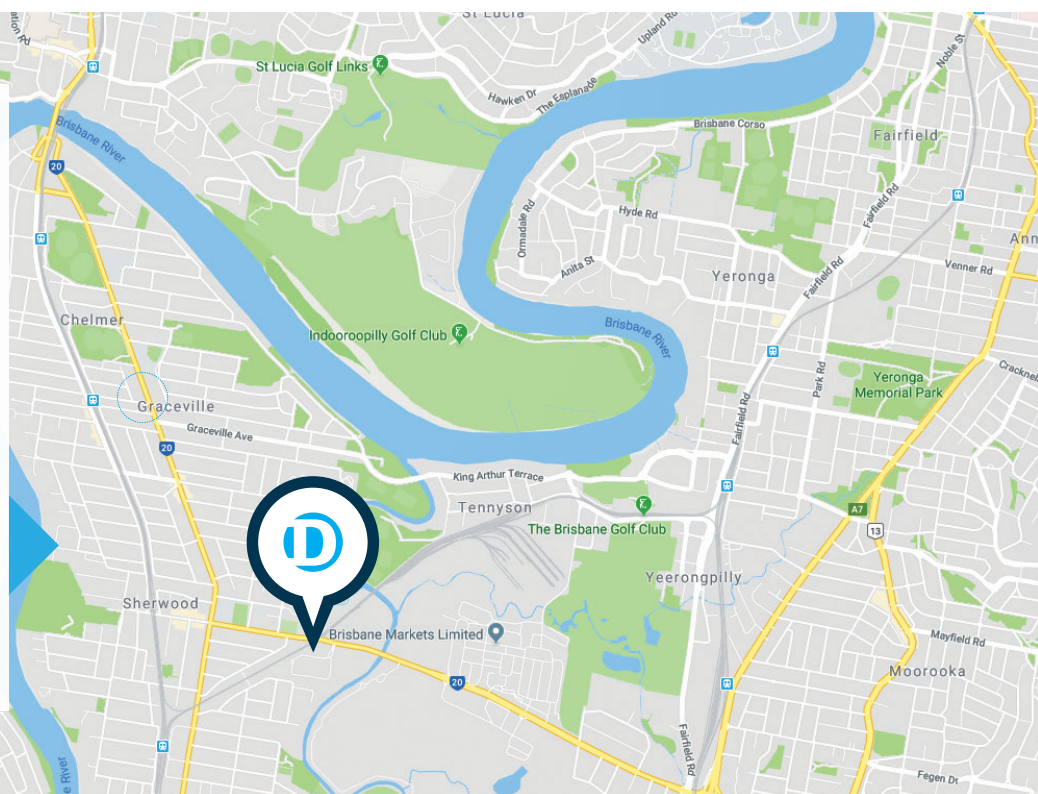 St Lucia
Upland Rd
Noble St
St Lucia Golf Links
Hawken Dr
The Esplanade
Brisbane Corso
Fairfield
Brisbane River
20
Fairfield Rd
Hyde Rd
Ormadale Rd
Anita St
Yeronga
Fairfield Rd
Venner Rd
Ann
Chelmer
Indooroopilly Golf Club
Brisbane River
Park Rd
Yeronga
Memorial Park
Cracknel
Graceville
Graceville Ave
Fairfield Rd
20
King Arthur Terrace
Tennyson
The Brisbane Golf Club
A7
13
D
Yeerongpilly
Sherwood
Brisbane Markets Limited
Mayfield Rd
Moorooka
20
Fairfield Rd
e River
Fegen Dr